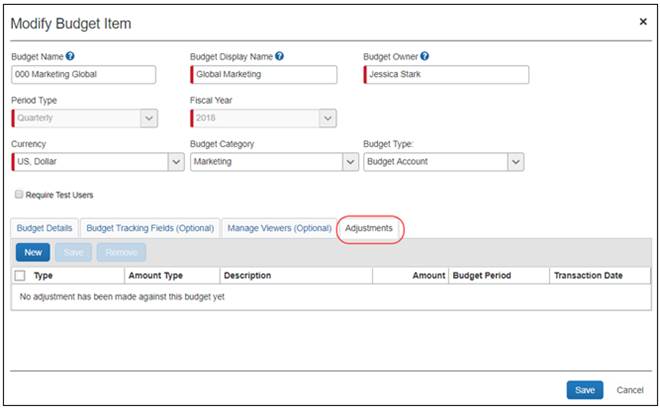 Modify Budget Item ×
Budget Name ? Budget Display Name ? Budget Owner ?
000 Marketing Global Global Marketing Jessica Stark
Period Type Fiscal Year
Quarterly 2018
Currency Budget Category Budget Type:
US, Dollar Marketing Budget Account
Require Test Users
Budget Details Budget Tracking Fields (Optional) Manage Viewers (Optional) Adjustments
New Save Remove
Type Amount Type Description Amount Budget Period Transaction Date
No adjustment has been made against this budget yet
Save Cancel